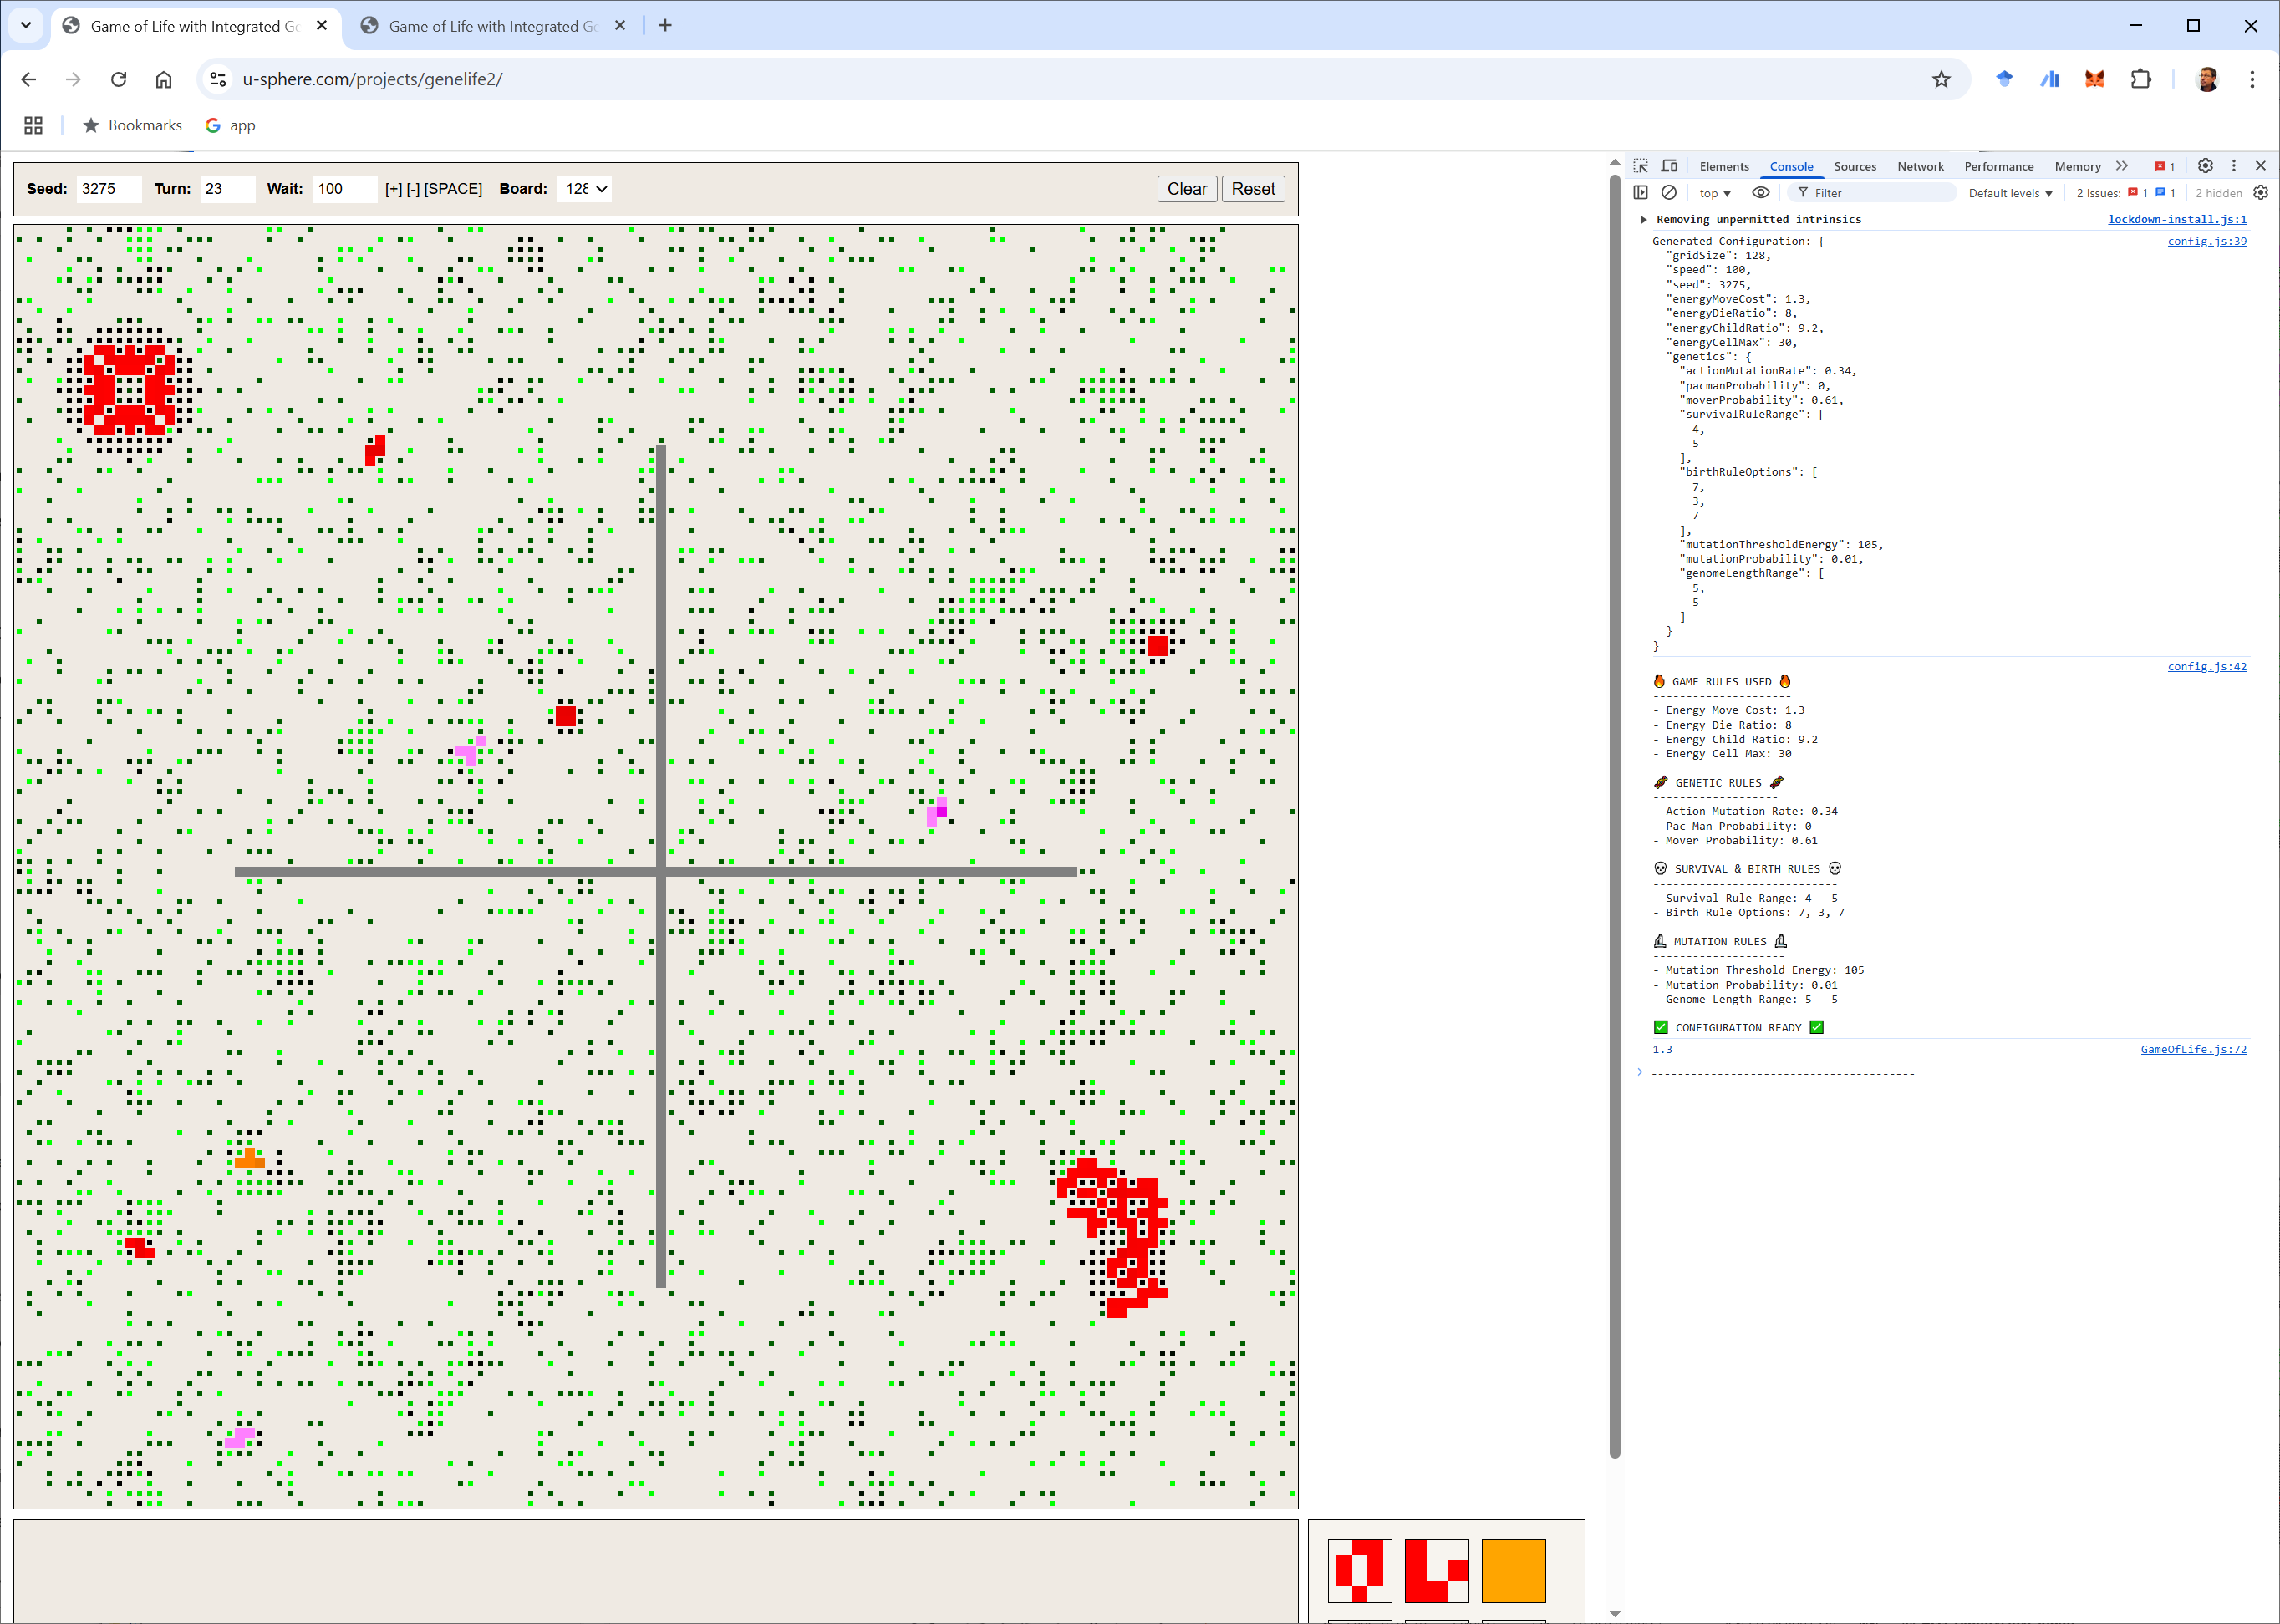 Game of Life with Integrated Ge
Game of Life with Integrated Ge
u-sphere.com/projects/genelife2/
Bookmarks
app
Seed: 3275 Turn: 23 Wait: 100 [+] [-] [SPACE] Board: 128 Clear Reset
Elements Console Sources Network Performance Memory 1
top Filter Default levels 2 Issues: 1 1 2 hidden
Removing unpermitted intrinsics lockdown-install.js:1
Generated Configuration: { config.js:39
"gridSize": 128,
"speed": 100,
"seed": 3275,
"energyMoveCost": 1.3,
"energyDieRatio": 8,
"energyChildRatio": 9.2,
"energyCellMax": 30,
"genetics": {
"actionMutationRate": 0.34,
"pacmanProbability": 0,
"moverProbability": 0.61,
"survivalRuleRange": [
4,
5
],
"birthRuleOptions": [
7,
3,
7
],
"mutationThresholdEnergy": 105,
"mutationProbability": 0.01,
"genomeLengthRange": [
5,
5
]
}
}
config.js:42
🔥 GAME RULES USED 🔥
---------------------
- Energy Move Cost: 1.3
- Energy Die Ratio: 8
- Energy Child Ratio: 9.2
- Energy Cell Max: 30
GENETIC RULES
-------------------
- Action Mutation Rate: 0.34
- Pac-Man Probability: 0
- Mover Probability: 0.61
💀 SURVIVAL & BIRTH RULES 💀
----------------------------
- Survival Rule Range: 4 - 5
- Birth Rule Options: 7, 3, 7
MUTATION RULES
--------------------
- Mutation Threshold Energy: 105
- Mutation Probability: 0.01
- Genome Length Range: 5 - 5
✅ CONFIGURATION READY ✅
1.3 GameOfLife.js:72
> ----------------------------------------